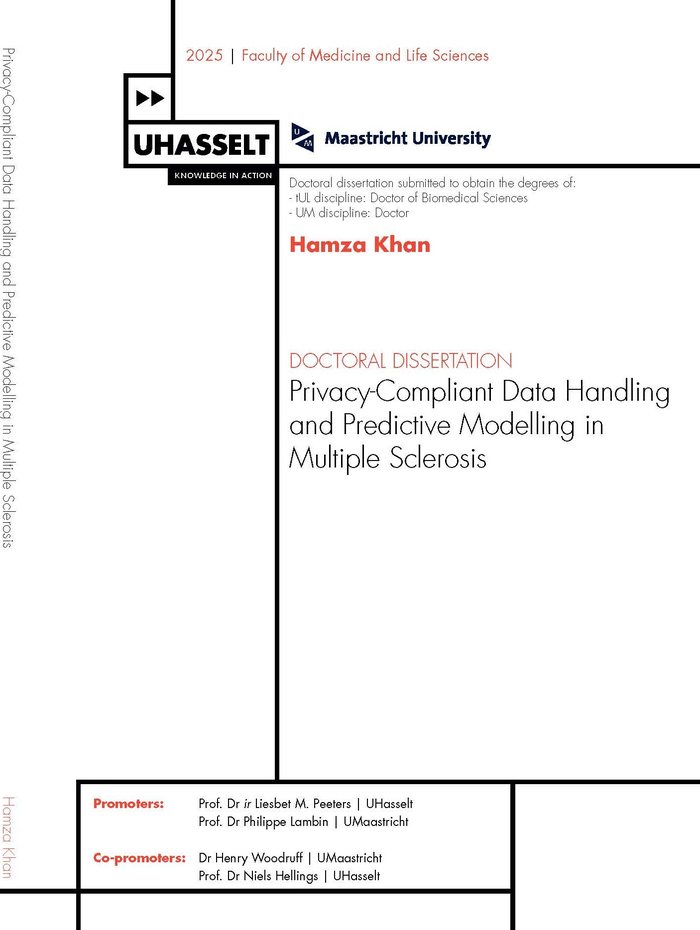 Privacy-Compliant Data Handling and Predictive Modelling in Multiple Sclerosis
Hamza Khan
2025 | Faculty of Medicine and Life Sciences
UHASSELT
KNOWLEDGE IN ACTION
UM
Maastricht University
Doctoral dissertation submitted to obtain the degrees of:
- tUL discipline: Doctor of Biomedical Sciences
- UM discipline: Doctor
Hamza Khan
DOCTORAL DISSERTATION
Privacy-Compliant Data Handling
and Predictive Modelling in
Multiple Sclerosis
Promoters: Prof. Dr ir Liesbet M. Peeters | UHasselt
Prof. Dr Philippe Lambin | UMaastricht
Co-promoters: Dr Henry Woodruff | UMaastricht
Prof. Dr Niels Hellings | UHasselt